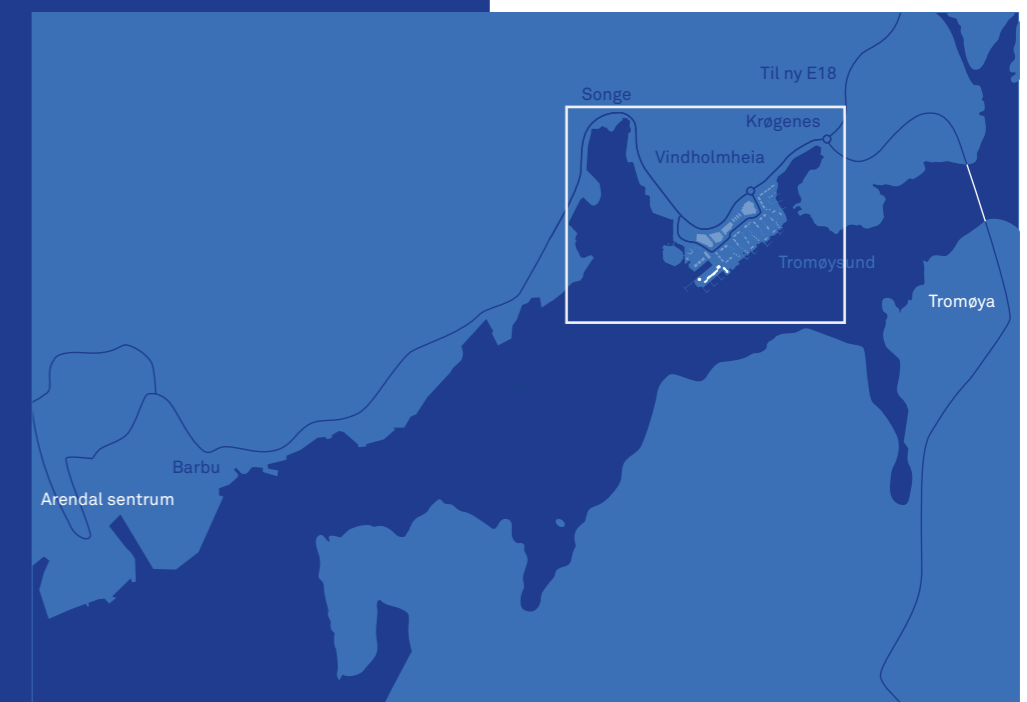 Til ny E18
Songe
Krøgenes
Vindholmheia
Tromøysund
Tromøya
Barbu
Arendal sentrum